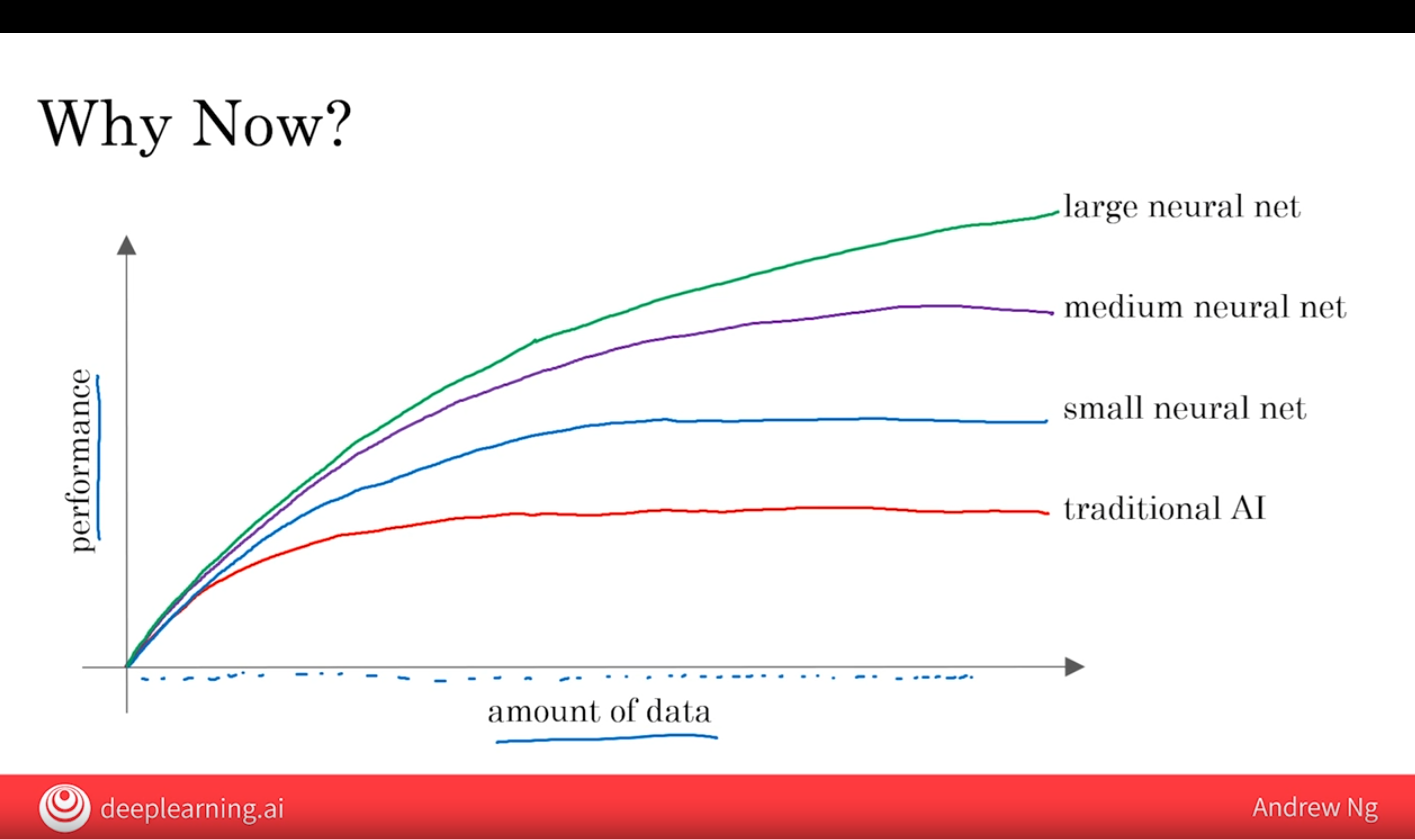 Why Now?
large neural net
medium neural net
small neural net
traditional AI
performance
amount of data
deeplearning.ai
Andrew Ng